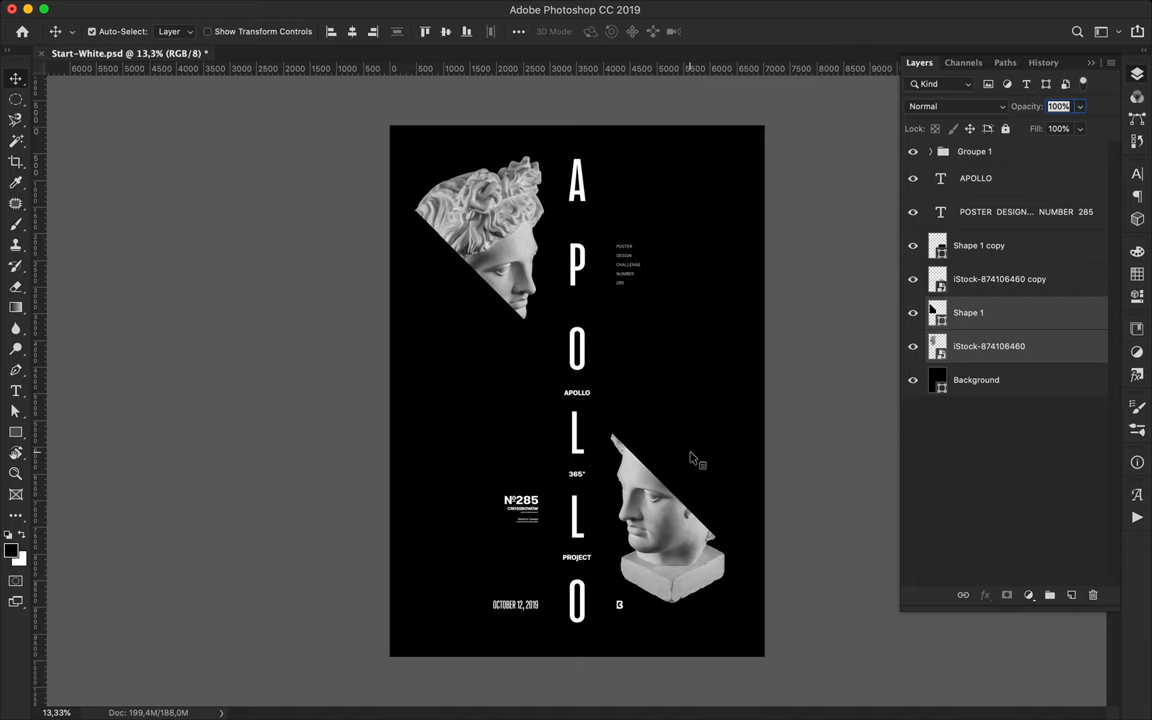 Adobe Photoshop CC 2019
Auto-Select: Layer Show Transform Controls 3D Mode:
Start-White.psd @ 13,3% (RGB/8) *
6000 5500 5000 4500 4000 3500 3000 2500 2000 1500 1000 500 0 500 1000 1500 2000 2500 3000 3500 4000 4500 5000 5500 6000 6500 7000 7500 8000 8500 9000
Layers Channels Paths History
Kind
Normal Opacity: 100%
Lock: Fill: 100%
Groupe 1
APOLLO
POSTER DESIGN... NUMBER 285
Shape 1 copy
iStock-874106460 copy
Shape 1
iStock-874106460
Background
A
P
O
L
L
O
POSTER
DESIGN
CHALLENGE
NUMBER
285
APOLLO
365°
Nº285
CROSSBOWOW
PROJECT
OCTOBER 12, 2019
B
13,33% Doc: 199,4M/188,0M